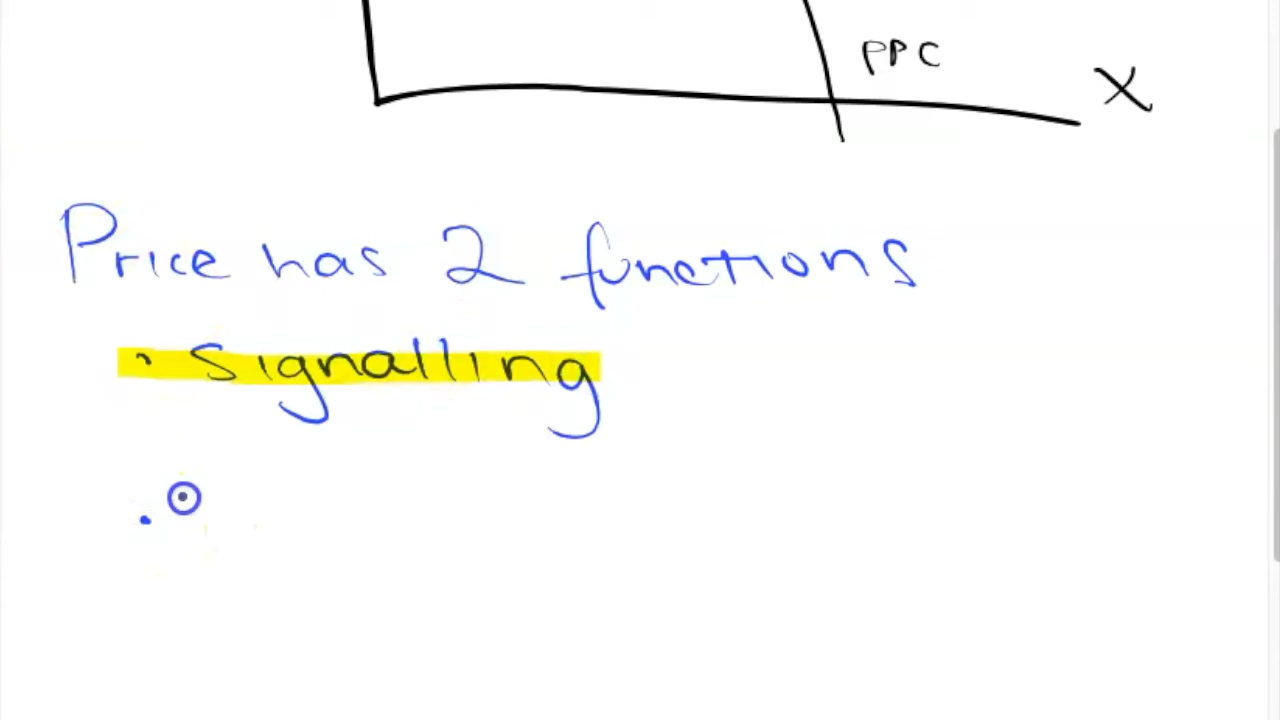 PPC
X
Price has 2 functions
• Signalling
•